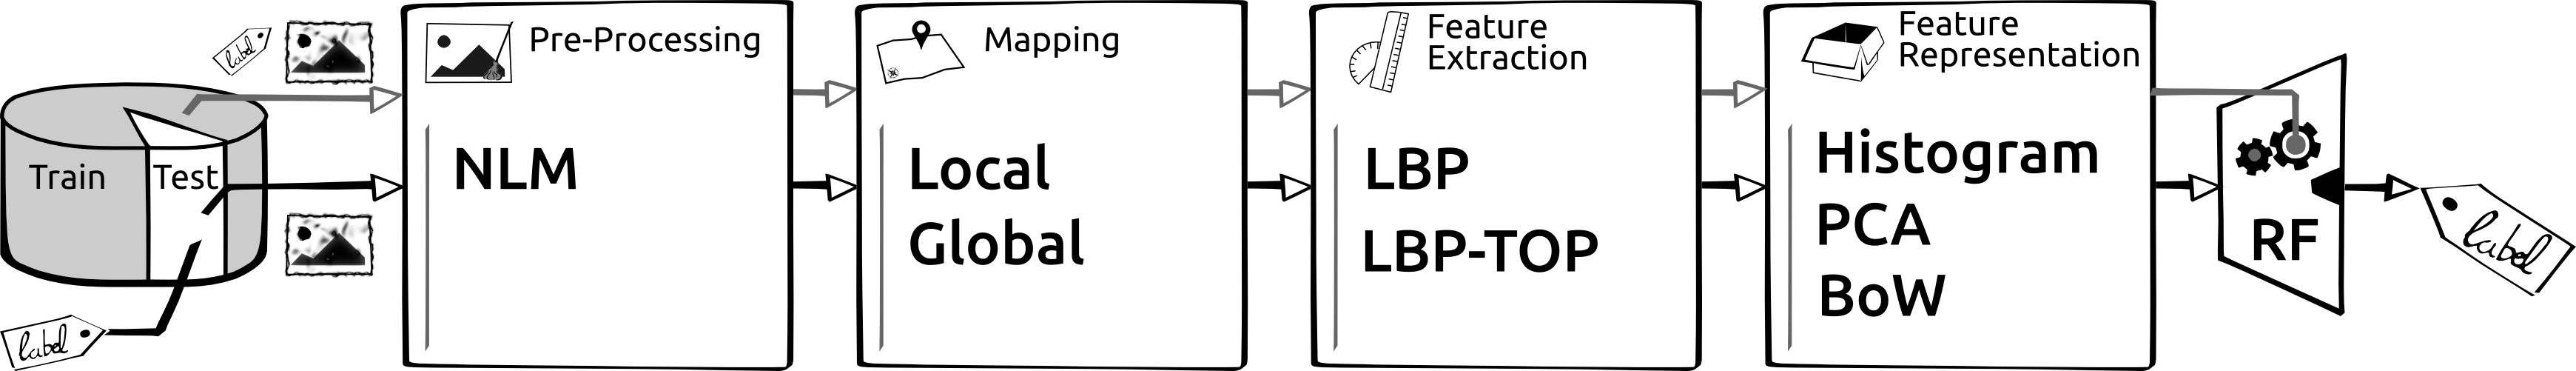 label
Train
Test
label
Pre-Processing
NLM
Mapping
Local
Global
Feature
Extraction
LBP
LBP-TOP
Feature
Representation
Histogram
PCA
BoW
RF
label